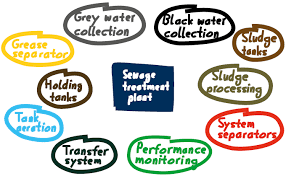 Grey water
collection
Black water
collection
Grease
separator
Sludge
tanks
Holding
tanks
Sewage
treatment
plant
Sludge
processing
Tank
aeration
System
separators
Transfer
system
Performance
monitoring